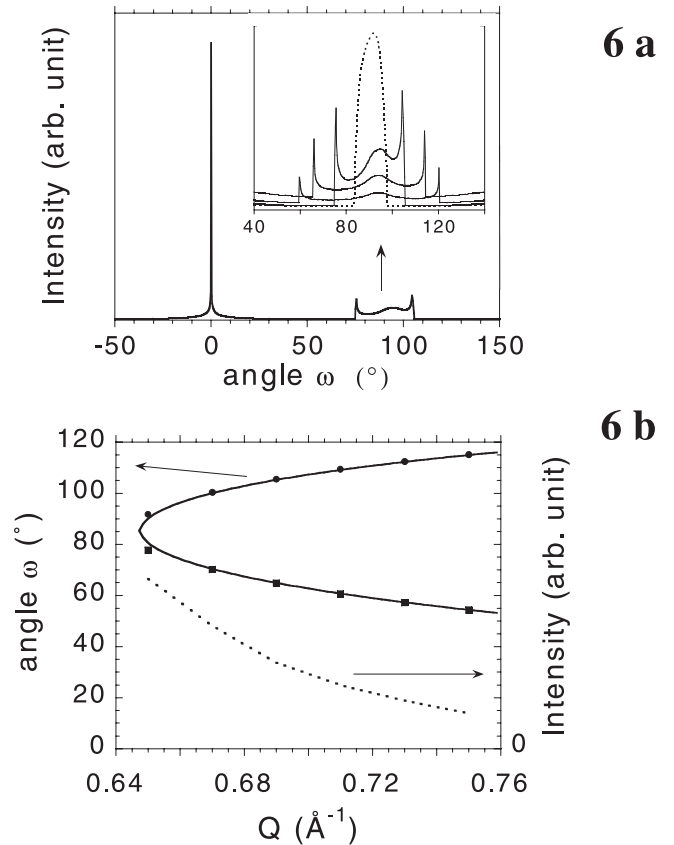 6 a
Intensity (arb. unit)
40 80 120
-50 0 50 100 150
angle ω (°)
6 b
120
100
80
60
40
20
0
0
angle ω (°)
Intensity (arb. unit)
0.64 0.68 0.72 0.76
Q (Å⁻¹)